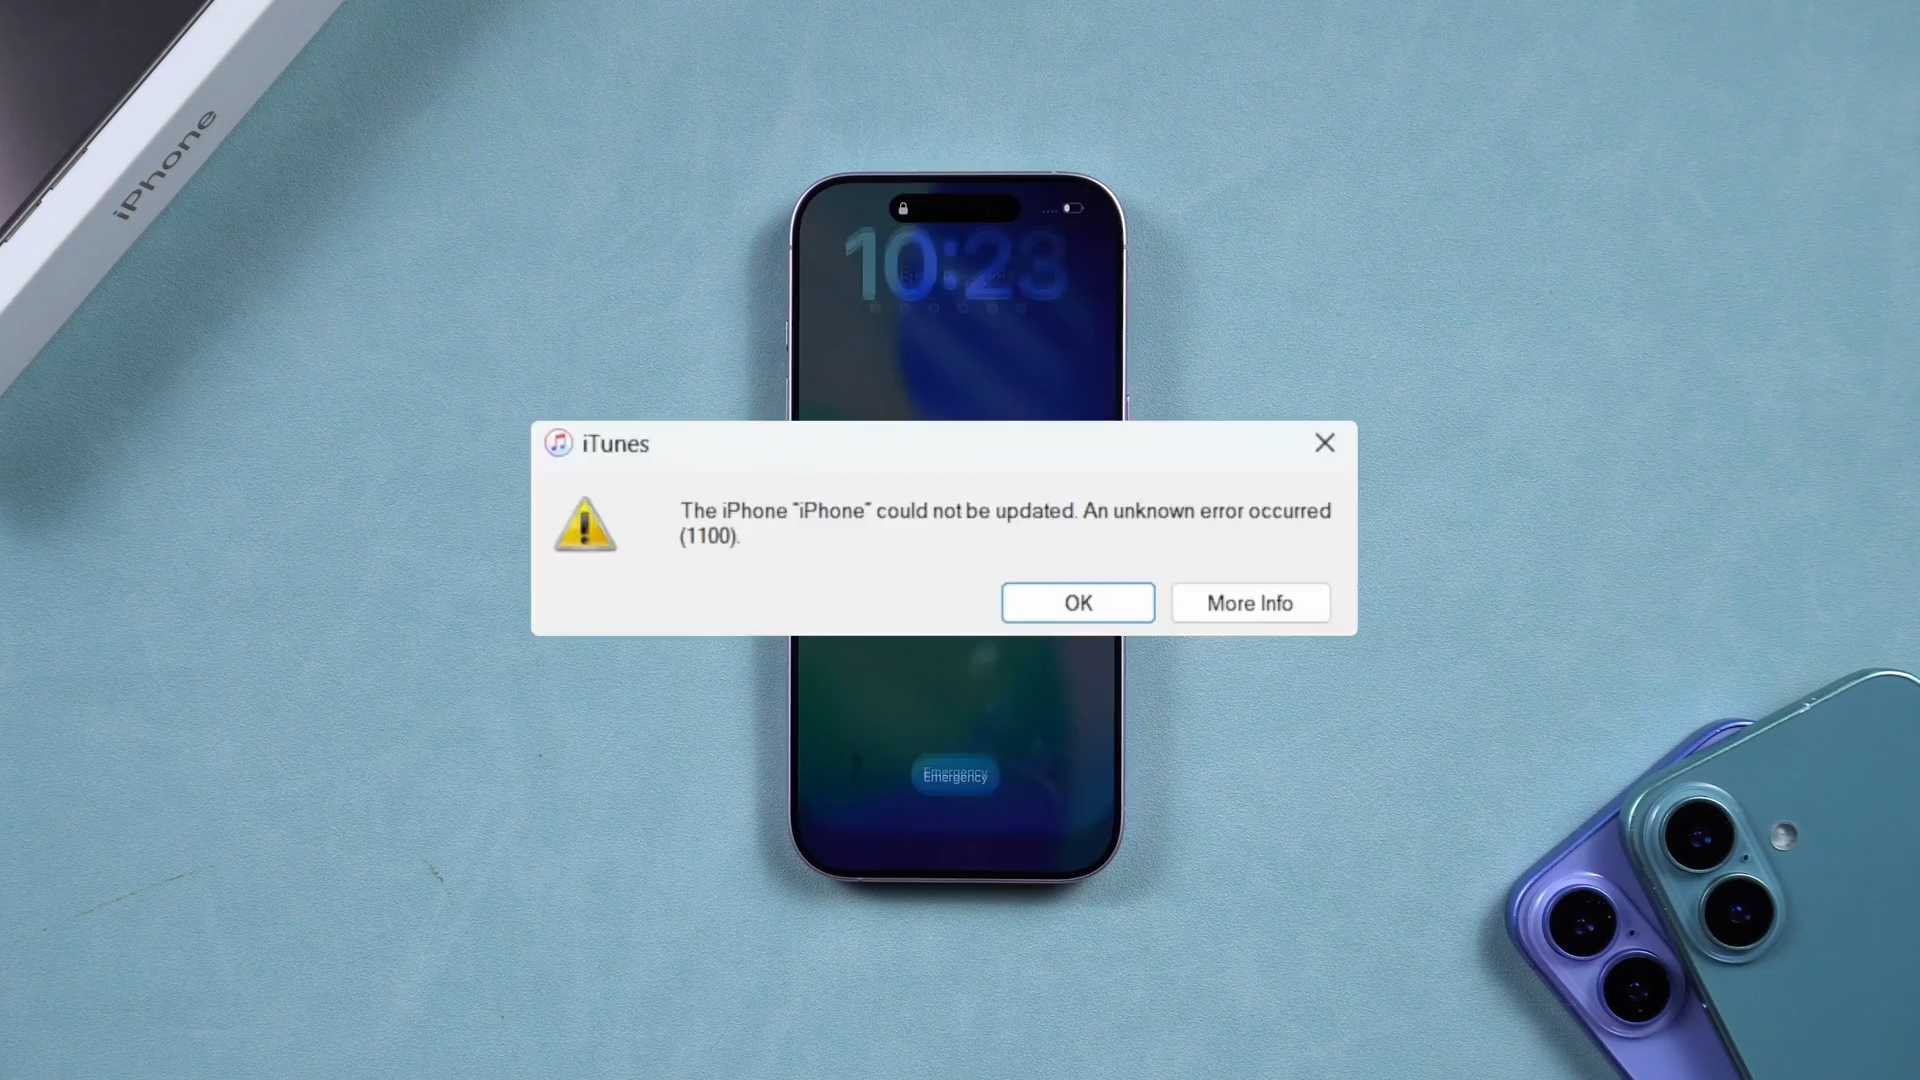 iPhone
10:23
iTunes
The iPhone "iPhone" could not be updated. An unknown error occurred
(1100).
OK
More Info
Emergency